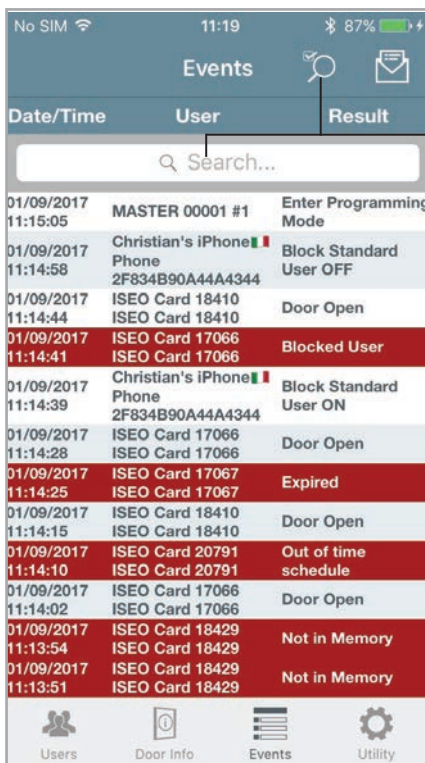 No SIM 11:19 87%
Events
Date/Time User Result
Search...
01/09/2017 11:15:05 MASTER 00001 #1 Enter Programming Mode
01/09/2017 11:14:58 Christian's iPhone Phone 2F834B90A44A4344 Block Standard User OFF
01/09/2017 11:14:44 ISEO Card 18410 ISEO Card 18410 Door Open
01/09/2017 11:14:41 ISEO Card 17066 ISEO Card 17066 Blocked User
01/09/2017 11:14:39 Christian's iPhone Phone 2F834B90A44A4344 Block Standard User ON
01/09/2017 11:14:28 ISEO Card 17066 ISEO Card 17066 Door Open
01/09/2017 11:14:25 ISEO Card 17067 ISEO Card 17067 Expired
01/09/2017 11:14:15 ISEO Card 18410 ISEO Card 18410 Door Open
01/09/2017 11:14:10 ISEO Card 20791 ISEO Card 20791 Out of time schedule
01/09/2017 11:14:02 ISEO Card 17066 ISEO Card 17066 Door Open
01/09/2017 11:13:54 ISEO Card 18429 ISEO Card 18429 Not in Memory
01/09/2017 11:13:51 ISEO Card 18429 ISEO Card 18429 Not in Memory
Users Door Info Events Utility